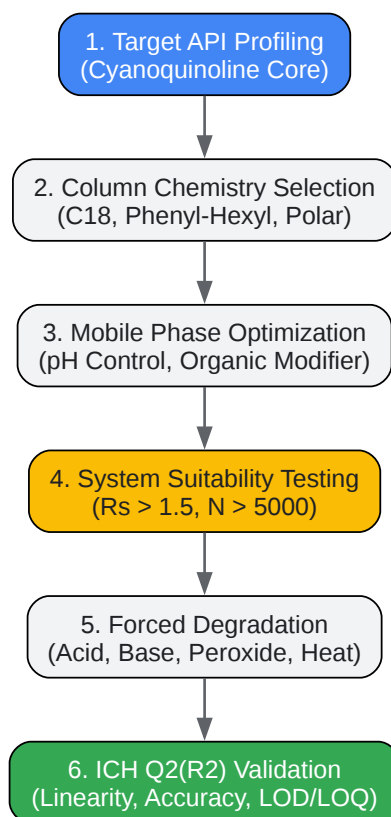 1. Target API Profiling
(Cyanoquinoline Core)
2. Column Chemistry Selection
(C18, Phenyl-Hexyl, Polar)
3. Mobile Phase Optimization
(pH Control, Organic Modifier)
4. System Suitability Testing
(Rs > 1.5, N > 5000)
5. Forced Degradation
(Acid, Base, Peroxide, Heat)
6. ICH Q2(R2) Validation
(Linearity, Accuracy, LOD/LOQ)